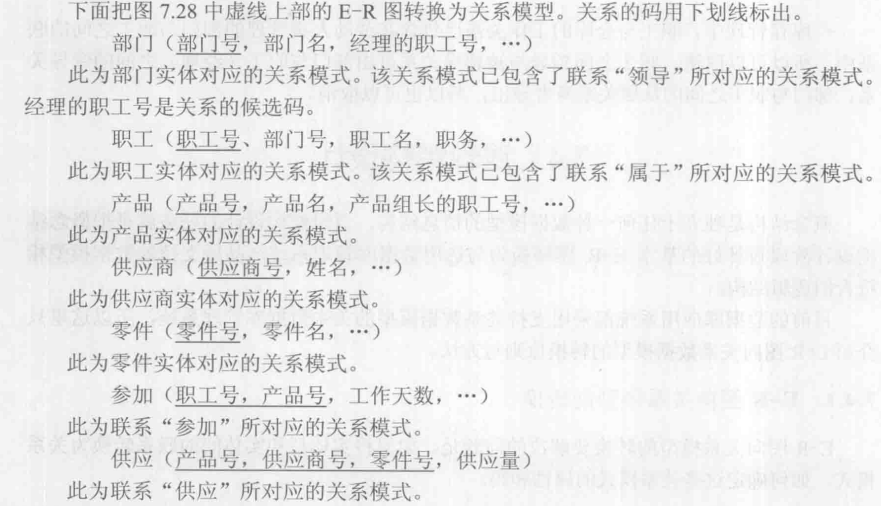 下面把图 7.28 中虚线上部的 E-R 图转换为关系模型。关系的码用下划线标出。
部门（部门号，部门名，经理的职工号，…）
此为部门实体对应的关系模式。该关系模式已包含了联系“领导”所对应的关系模式。
经理的职工号是关系的候选码。
职工（职工号、部门号，职工名，职务，…）
此为职工实体对应的关系模式。该关系模式已包含了联系“属于”所对应的关系模式。
产品（产品号，产品名，产品组长的职工号，…）
此为产品实体对应的关系模式。
供应商（供应商号，姓名，…）
此为供应商实体对应的关系模式。
零件（零件号，零件名，…）
此为零件实体对应的关系模式。
参加（职工号，产品号，工作天数，…）
此为联系“参加”所对应的关系模式。
供应（产品号，供应商号，零件号，供应量）
此为联系“供应”所对应的关系模式。